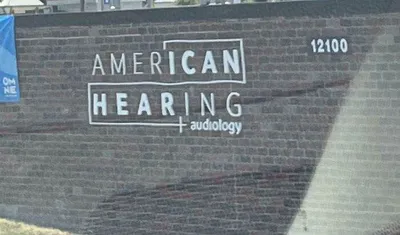 AMERICAN
12100
HEARING
+ audiology